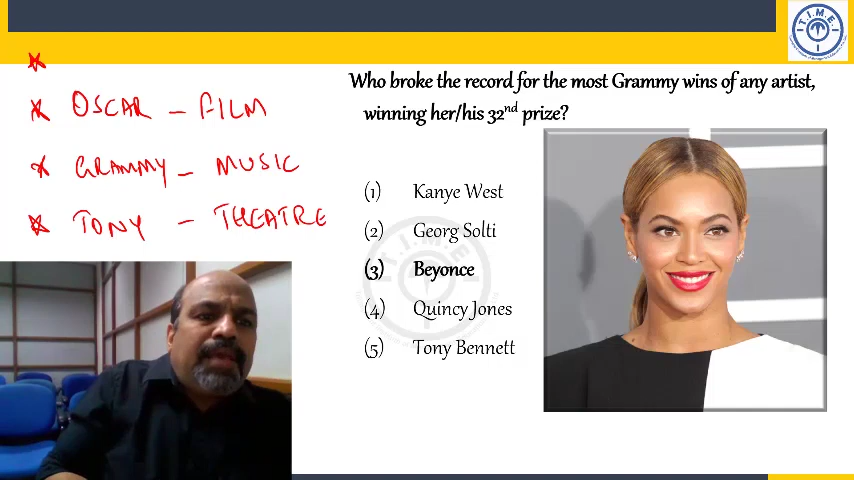 T.I.M.E.
OSCAR - FILM
GRAMMY - MUSIC
TONY - THEATRE
Who broke the record for the most Grammy wins of any artist,
winning her/his 32nd prize?
(1) Kanye West
(2) Georg Solti
(3) Beyonce
(4) Quincy Jones
(5) Tony Bennett
T.I.M.E.